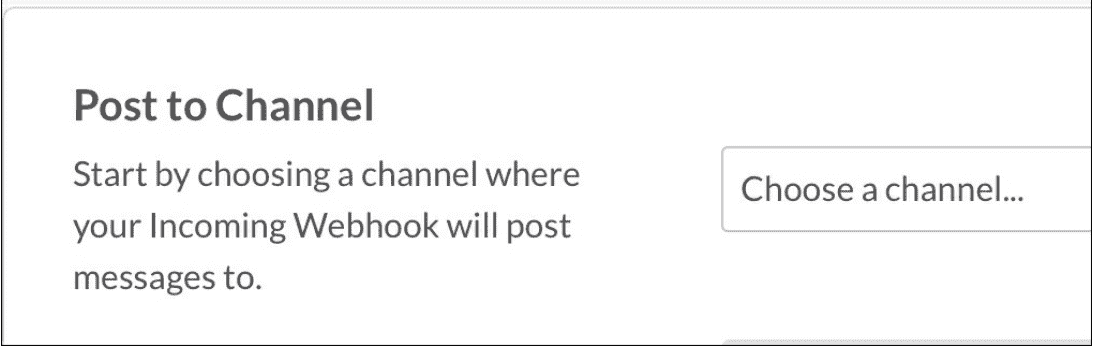 Post to Channel
Start by choosing a channel where
your Incoming Webhook will post
messages to.
Choose a channel...